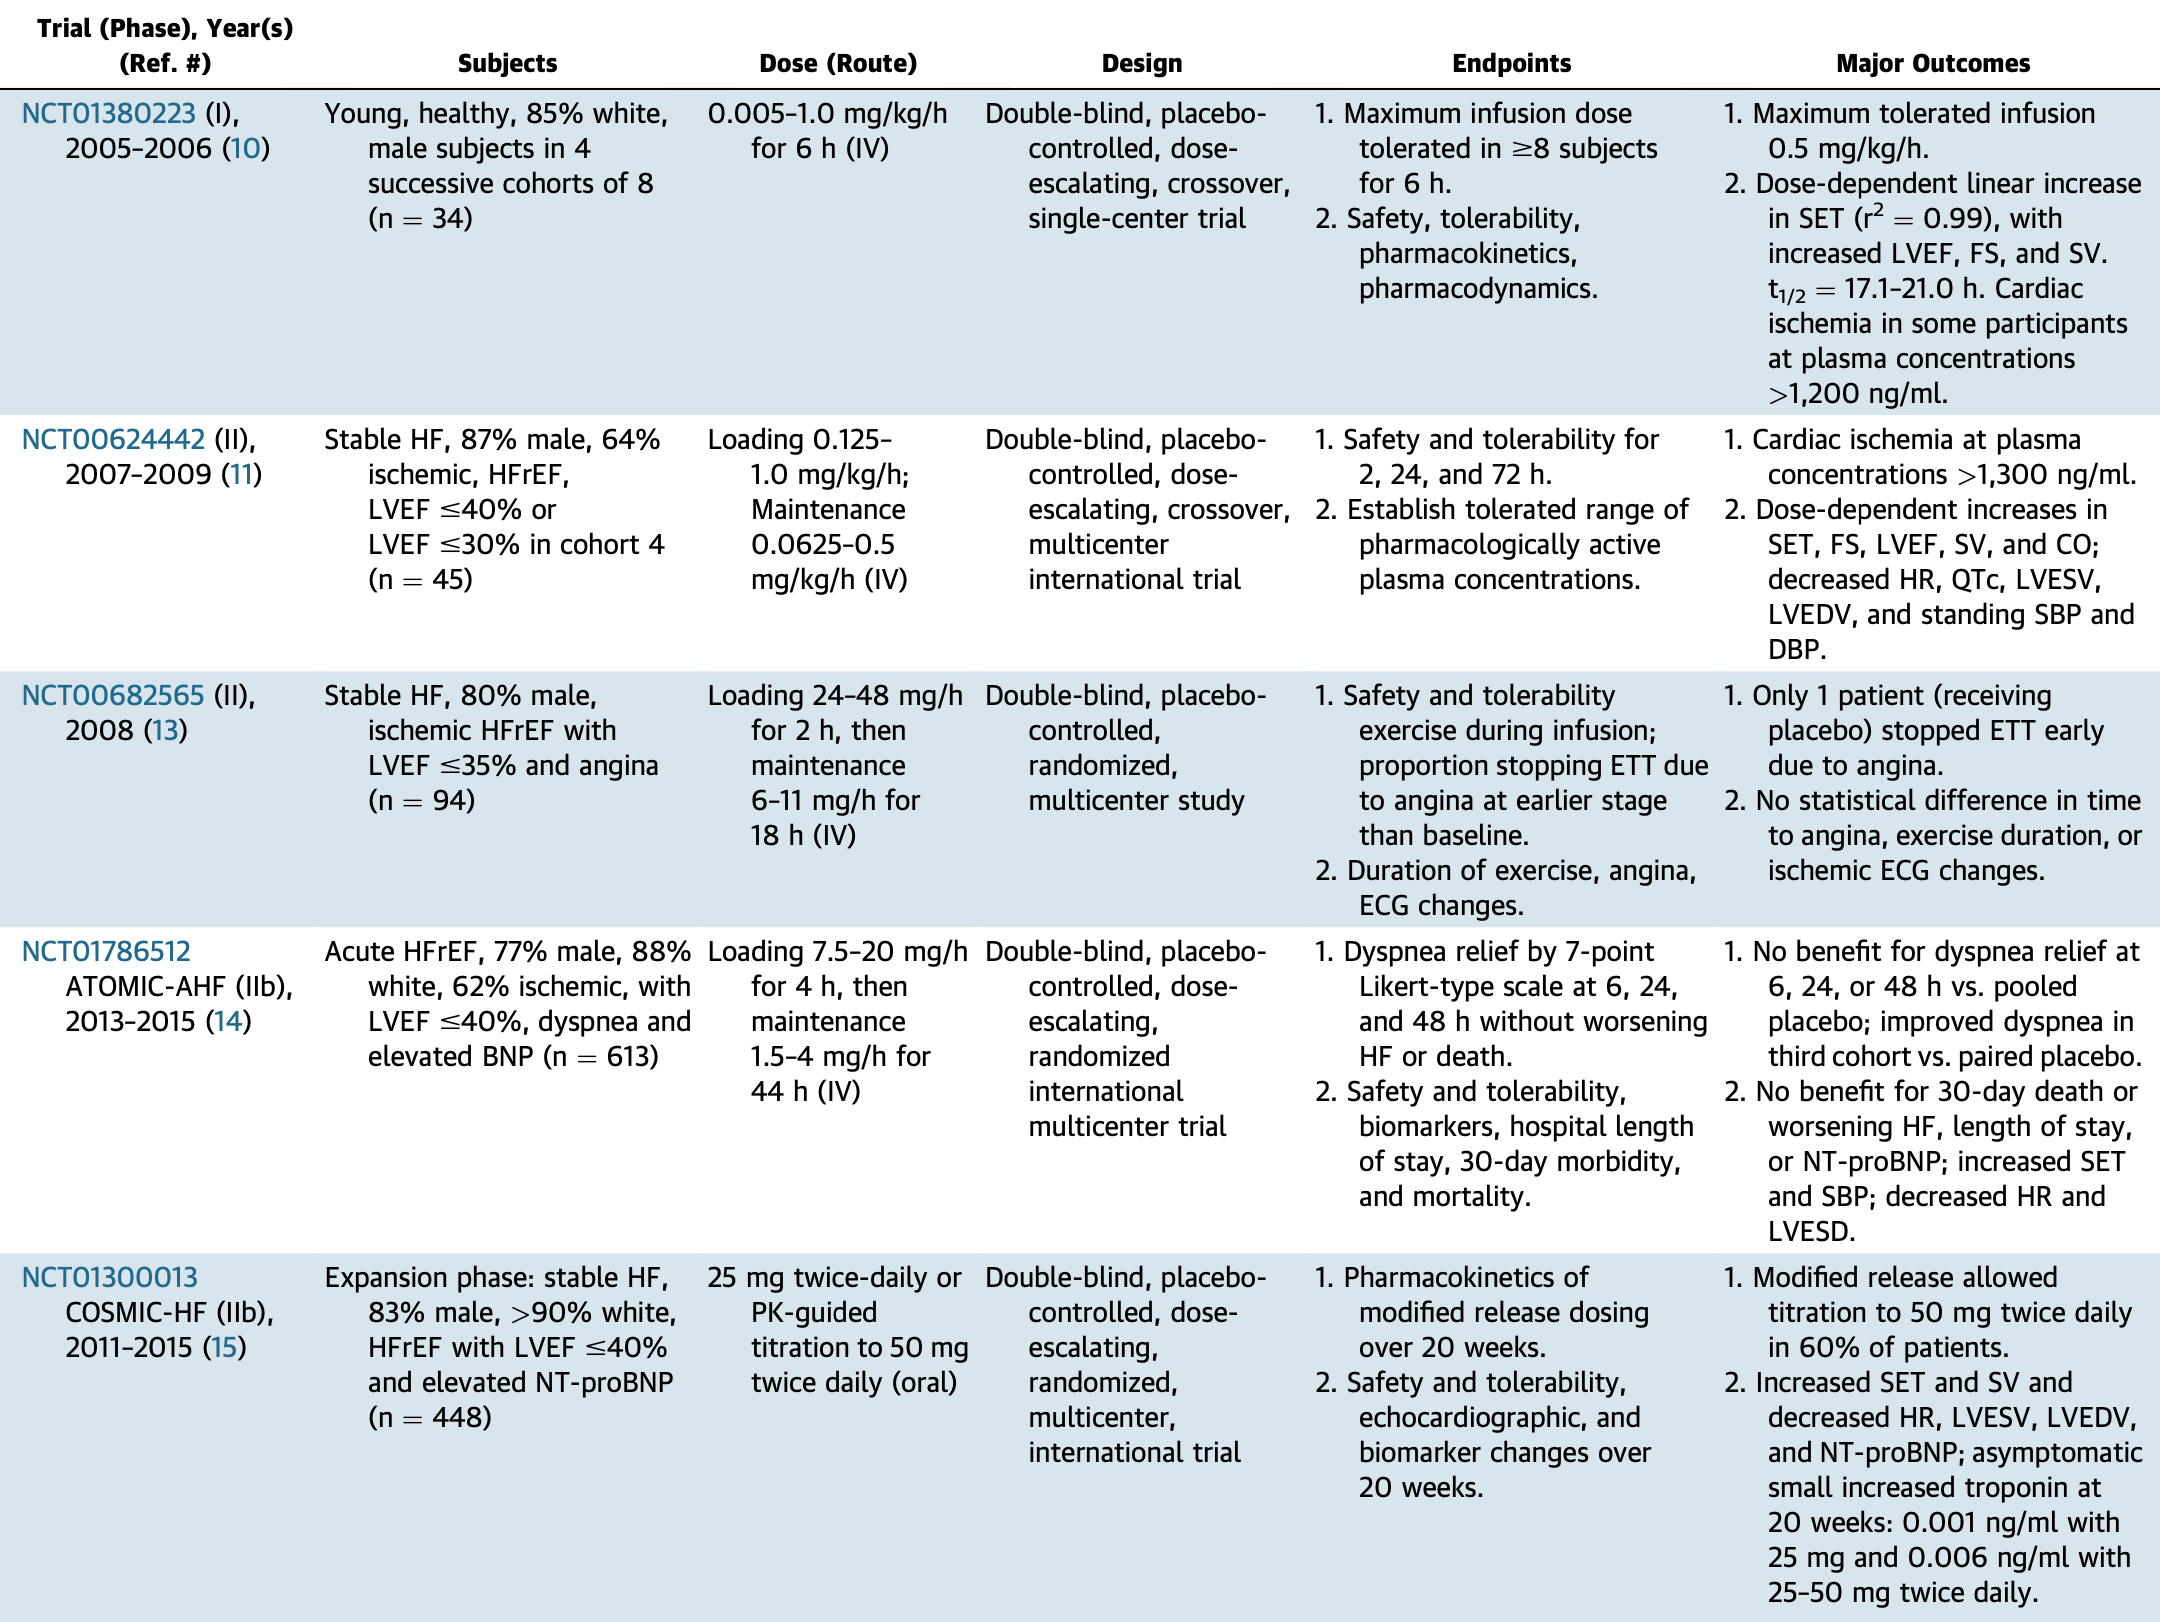 Trial (Phase), Year(s)
(Ref. #)
Subjects
Dose (Route)
Design
Endpoints
Major Outcomes
NCT01380223 (I),
2005–2006 (10)
Young, healthy, 85% white,
male subjects in 4
successive cohorts of 8
(n = 34)
0.005–1.0 mg/kg/h
for 6 h (IV)
Double-blind, placebo-
controlled, dose-
escalating, crossover,
single-center trial
1. Maximum infusion dose
tolerated in ≥8 subjects
for 6 h.
2. Safety, tolerability,
pharmacokinetics,
pharmacodynamics.
1. Maximum tolerated infusion
0.5 mg/kg/h.
2. Dose-dependent linear increase
in SET (r² = 0.99), with
increased LVEF, FS, and SV.
t₁/₂ = 17.1–21.0 h. Cardiac
ischemia in some participants
at plasma concentrations
>1,200 ng/ml.
NCT00624442 (II),
2007–2009 (11)
Stable HF, 87% male, 64%
ischemic, HFrEF,
LVEF ≤40% or
LVEF ≤30% in cohort 4
(n = 45)
Loading 0.125–
1.0 mg/kg/h;
Maintenance
0.0625–0.5
mg/kg/h (IV)
Double-blind, placebo-
controlled, dose-
escalating, crossover,
multicenter
international trial
1. Safety and tolerability for
2, 24, and 72 h.
2. Establish tolerated range of
pharmacologically active
plasma concentrations.
1. Cardiac ischemia at plasma
concentrations >1,300 ng/ml.
2. Dose-dependent increases in
SET, FS, LVEF, SV, and CO;
decreased HR, QTc, LVESV,
LVEDV, and standing SBP and
DBP.
NCT00682565 (II),
2008 (13)
Stable HF, 80% male,
ischemic HFrEF with
LVEF ≤35% and angina
(n = 94)
Loading 24–48 mg/h
for 2 h, then
maintenance
6–11 mg/h for
18 h (IV)
Double-blind, placebo-
controlled,
randomized,
multicenter study
1. Safety and tolerability
exercise during infusion;
proportion stopping ETT due
to angina at earlier stage
than baseline.
2. Duration of exercise, angina,
ECG changes.
1. Only 1 patient (receiving
placebo) stopped ETT early
due to angina.
2. No statistical difference in time
to angina, exercise duration, or
ischemic ECG changes.
NCT01786512
ATOMIC-AHF (IIb),
2013–2015 (14)
Acute HFrEF, 77% male, 88%
white, 62% ischemic, with
LVEF ≤40%, dyspnea and
elevated BNP (n = 613)
Loading 7.5–20 mg/h
for 4 h, then
maintenance
1.5–4 mg/h for
44 h (IV)
Double-blind, placebo-
controlled, dose-
escalating,
randomized
international
multicenter trial
1. Dyspnea relief by 7-point
Likert-type scale at 6, 24,
and 48 h without worsening
HF or death.
2. Safety and tolerability,
biomarkers, hospital length
of stay, 30-day morbidity,
and mortality.
1. No benefit for dyspnea relief at
6, 24, or 48 h vs. pooled
placebo; improved dyspnea in
third cohort vs. paired placebo.
2. No benefit for 30-day death or
worsening HF, length of stay,
or NT-proBNP; increased SET
and SBP; decreased HR and
LVESD.
NCT01300013
COSMIC-HF (IIb),
2011–2015 (15)
Expansion phase: stable HF,
83% male, >90% white,
HFrEF with LVEF ≤40%
and elevated NT-proBNP
(n = 448)
25 mg twice-daily or
PK-guided
titration to 50 mg
twice daily (oral)
Double-blind, placebo-
controlled, dose-
escalating,
randomized,
multicenter,
international trial
1. Pharmacokinetics of
modified release dosing
over 20 weeks.
2. Safety and tolerability,
echocardiographic, and
biomarker changes over
20 weeks.
1. Modified release allowed
titration to 50 mg twice daily
in 60% of patients.
2. Increased SET and SV and
decreased HR, LVESV, LVEDV,
and NT-proBNP; asymptomatic
small increased troponin at
20 weeks: 0.001 ng/ml with
25 mg and 0.006 ng/ml with
25–50 mg twice daily.